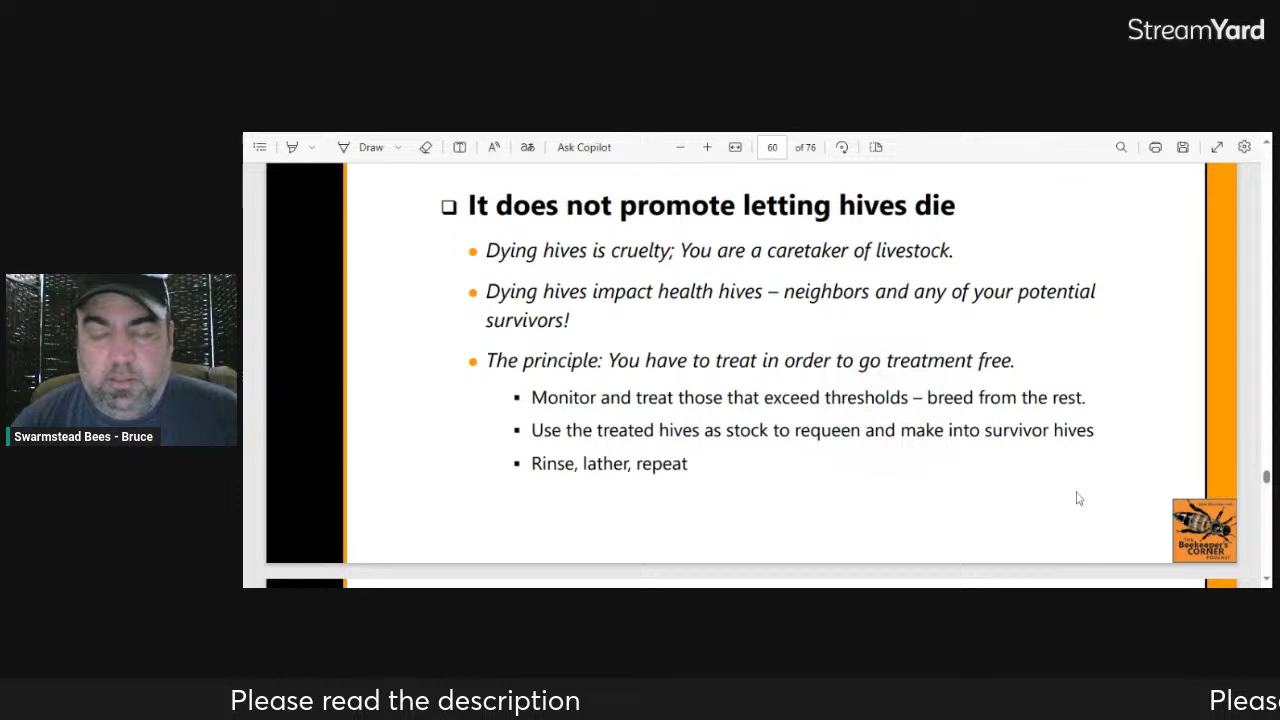 StreamYard
Draw
Ask Copilot
60
of 76
It does not promote letting hives die
Dying hives is cruelty; You are a caretaker of livestock.
Dying hives impact health hives – neighbors and any of your potential
survivors!
The principle: You have to treat in order to go treatment free.
Monitor and treat those that exceed thresholds – breed from the rest.
Use the treated hives as stock to requeen and make into survivor hives
Rinse, lather, repeat
THE
Beekeeper's
CORNER
PODCAST
Swarmstead Bees - Bruce
Please read the description
Pleas